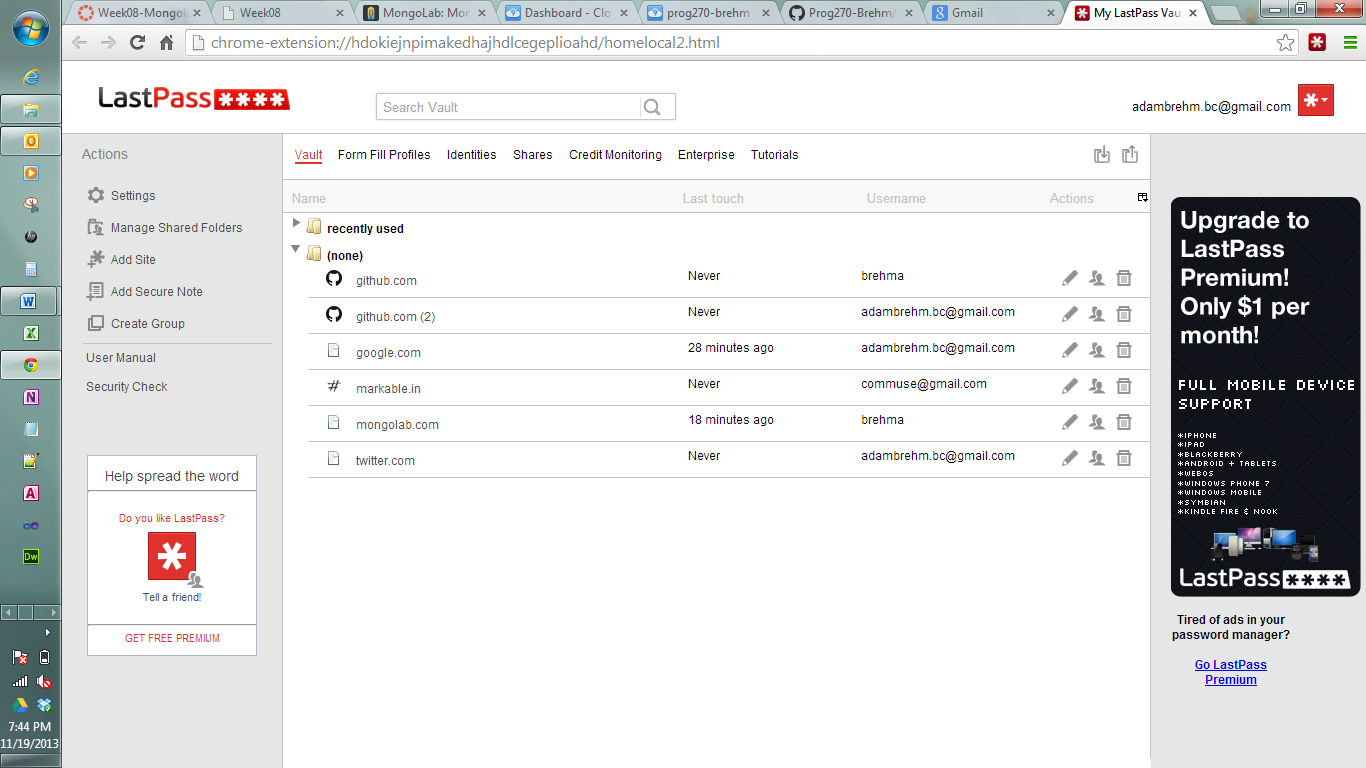 Week08-Mongol
Week08
MongoLab: Mon
Dashboard - Clo
prog270-brehm
Prog270-Brehm/
Gmail
My LastPass Vau
chrome-extension://hdokiejnpimakedhajhdlcegeplioahd/homelocal2.html
LastPass ****
Search Vault
adambrehm.bc@gmail.com
Actions
Settings
Manage Shared Folders
Add Site
Add Secure Note
Create Group
User Manual
Security Check
Help spread the word
Do you like LastPass?
Tell a friend!
GET FREE PREMIUM
Vault Form Fill Profiles Identities Shares Credit Monitoring Enterprise Tutorials
Name Last touch Username Actions
recently used
(none)
github.com Never brehma
github.com (2) Never adambrehm.bc@gmail.com
google.com 28 minutes ago adambrehm.bc@gmail.com
markable.in Never commuse@gmail.com
mongolab.com 18 minutes ago brehma
twitter.com Never adambrehm.bc@gmail.com
Upgrade to
LastPass
Premium!
Only $1 per
month!
FULL MOBILE DEVICE
SUPPORT
*IPHONE
*IPAD
*BLACKBERRY
*ANDROID + TABLETS
*WEBOS
*WINDOWS PHONE 7
*WINDOWS MOBILE
*SYMBIAN
*KINDLE FIRE & NOOK
LastPass ****
Tired of ads in your
password manager?
Go LastPass
Premium
7:44 PM
11/19/2013